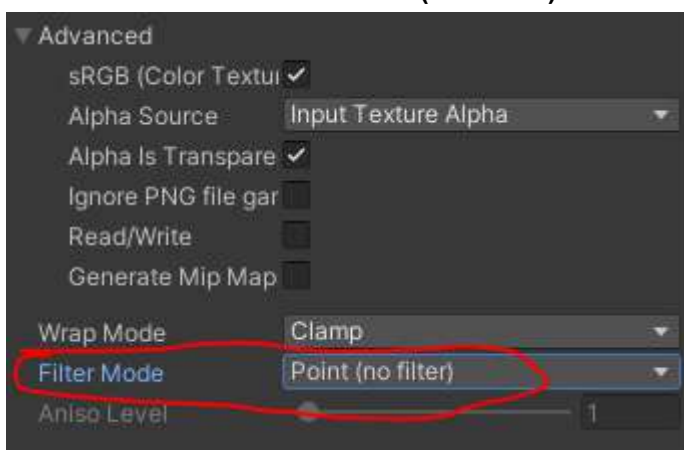 Advanced
sRGB (Color Textu
Alpha Source Input Texture Alpha
Alpha Is Transpare
Ignore PNG file gar
Read/Write
Generate Mip Map
Wrap Mode Clamp
Filter Mode Point (no filter)
Aniso Level 1